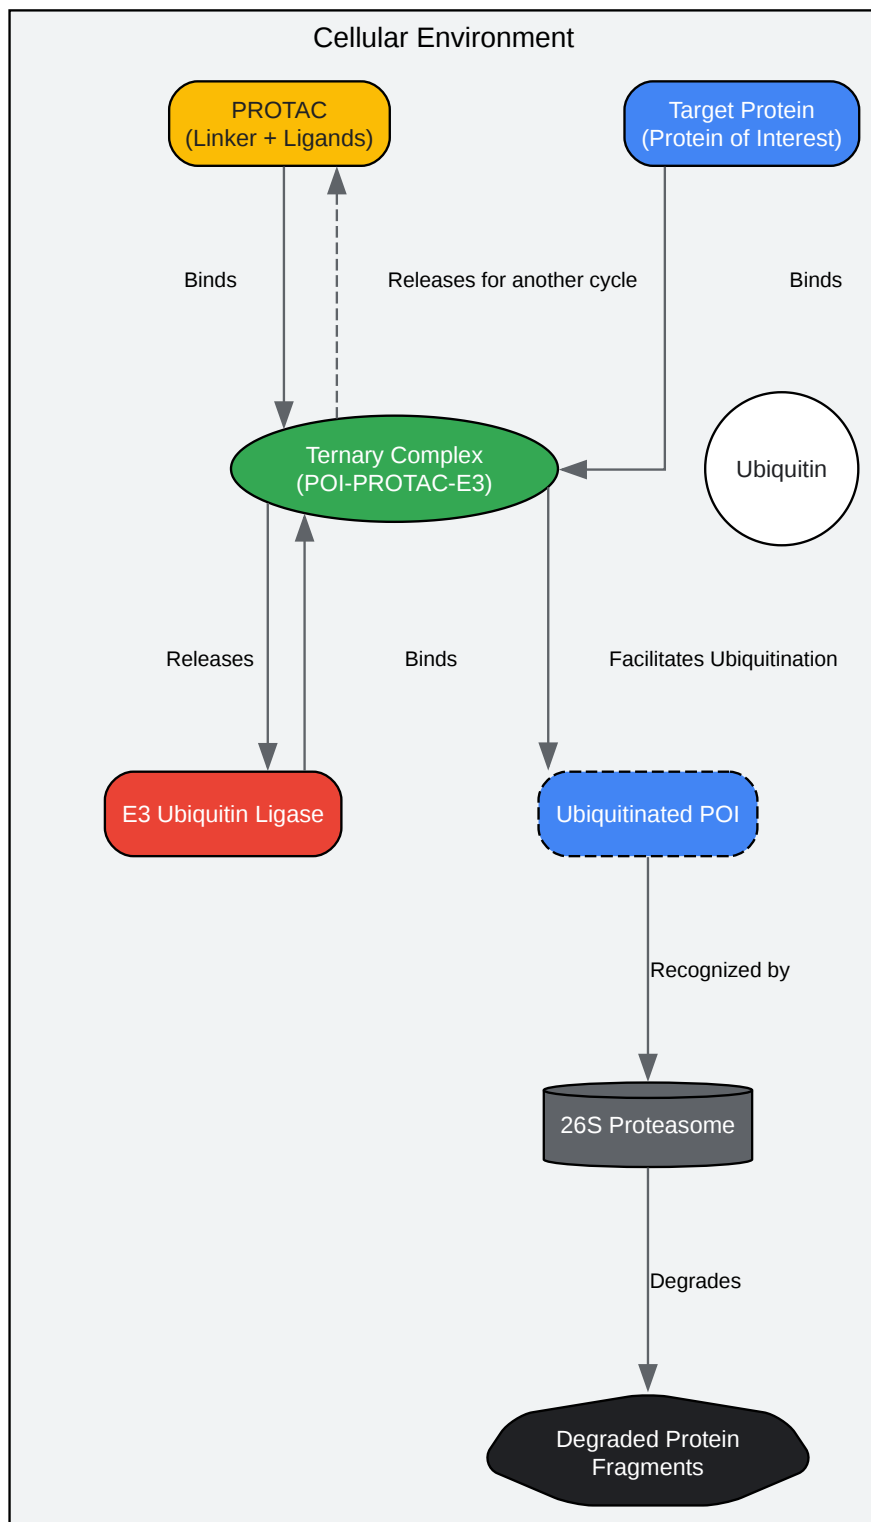 Cellular Environment
PROTAC
(Linker + Ligands)
Target Protein
(Protein of Interest)
Binds
Releases for another cycle
Binds
Ternary Complex
(POI-PROTAC-E3)
Ubiquitin
Releases
Binds
Facilitates Ubiquitination
E3 Ubiquitin Ligase
Ubiquitinated POI
Recognized by
26S Proteasome
Degrades
Degraded Protein
Fragments